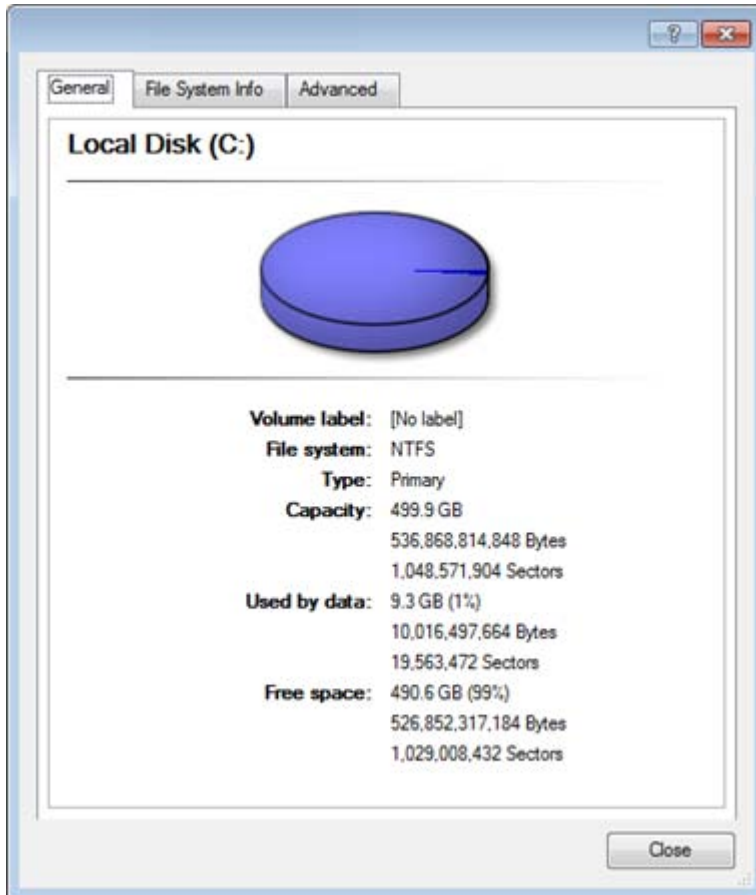 General File System Info Advanced
Local Disk (C:)
Volume label: [No label]
File system: NTFS
Type: Primary
Capacity: 499.9 GB
536,868,814,848 Bytes
1,048,571,904 Sectors
Used by data: 9.3 GB (1%)
10,016,497,664 Bytes
19,563,472 Sectors
Free space: 490.6 GB (99%)
526,852,317,184 Bytes
1,029,008,432 Sectors
Close